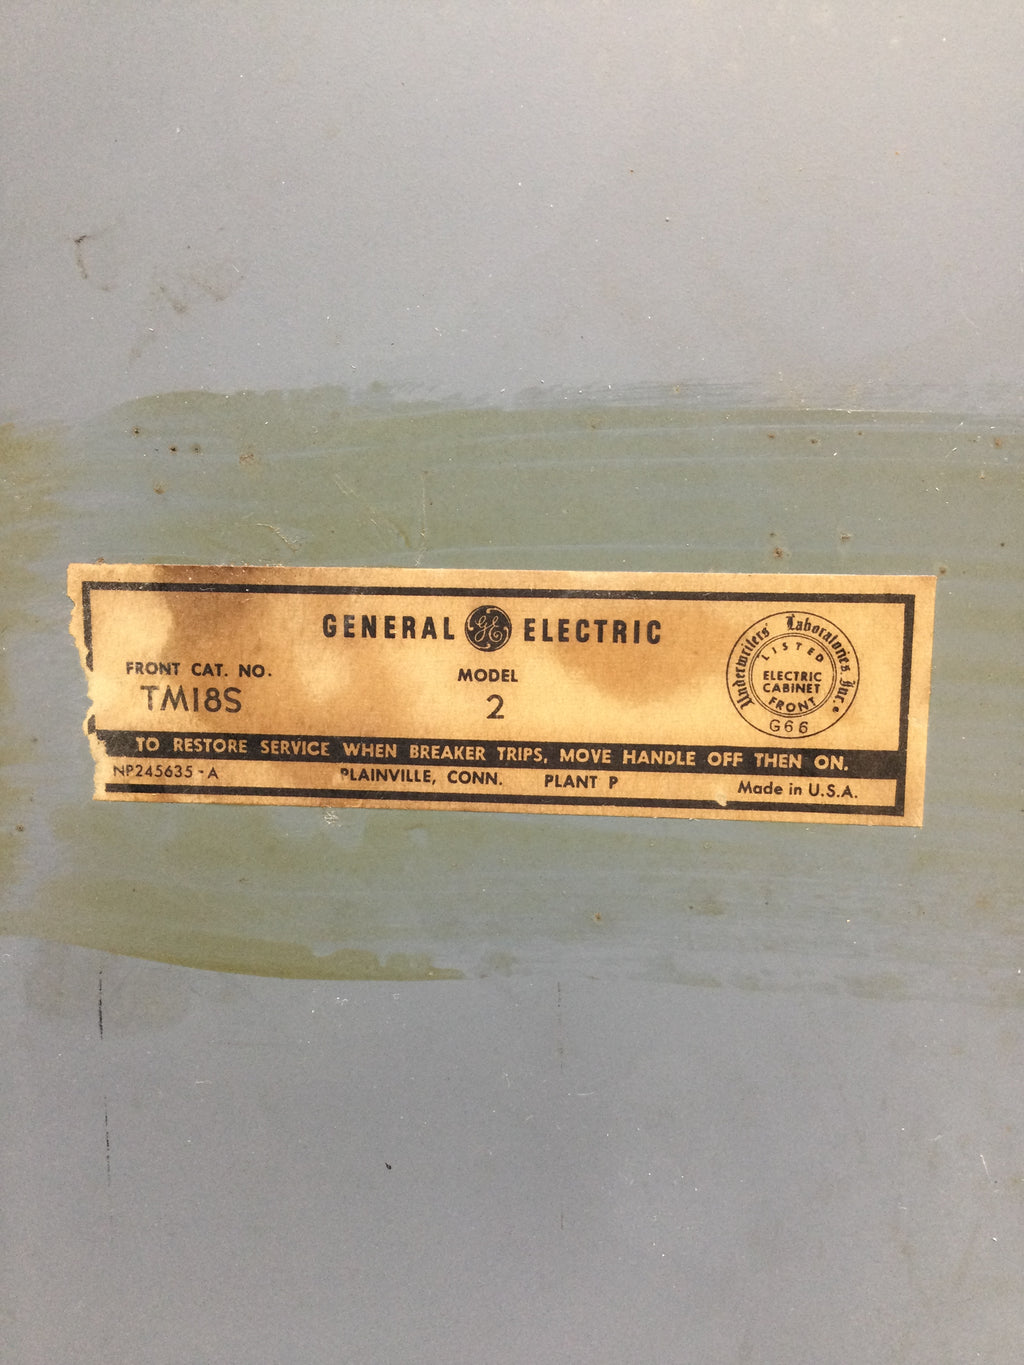 GENERAL GE ELECTRIC
FRONT CAT. NO.
TM18S
MODEL
2
Underwriters' Laboratories, Inc.
LISTED
ELECTRIC
CABINET
FRONT
G66
TO RESTORE SERVICE WHEN BREAKER TRIPS, MOVE HANDLE OFF THEN ON.
NP245635-A PLAINVILLE, CONN. PLANT P Made in U.S.A.